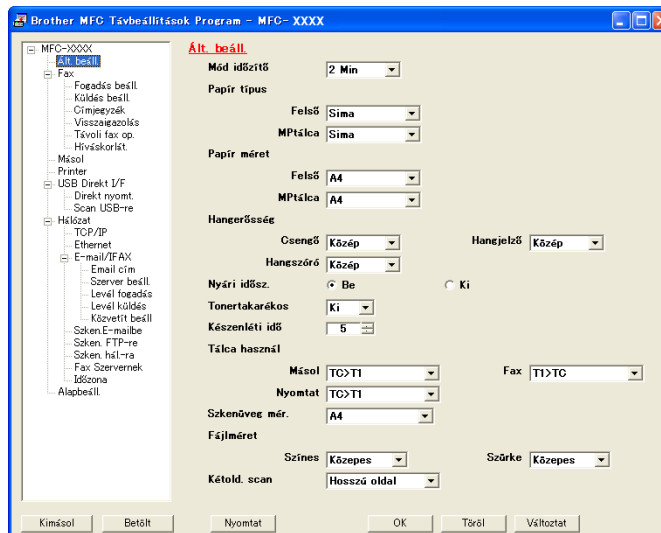 Brother MFC Távbeállítások Program - MFC- XXXX
MFC-XXXX
Ált. beáll.
Fax
Fogadás beáll.
Küldés beáll.
Címjegyzék
Visszaigazolás
Távoli fax op.
Híváskorlát.
Másol
Printer
USB Direkt I/F
Direkt nyomt.
Scan USB-re
Hálózat
TCP/IP
Ethernet
E-mail/IFAX
Email cím
Szerver beáll.
Levél fogadás
Levél küldés
Közvetít beáll
Szken.E-mailbe
Szken. FTP-re
Szken. hál.-ra
Fax Szervernek
Időzona
Alapbeáll.
Ált. beáll.
Mód időzítő 2 Min
Papír típus
Felső Sima
MPtálca Sima
Papír méret
Felső A4
MPtálca A4
Hangerősség
Csengő Közép Hangjelző Közép
Hangszóró Közép
Nyári idősz. Be Ki
Tonertakarékos Ki
Készenléti idő 5
Tálca használ
Másol TC>T1 Fax T1>TC
Nyomtat TC>T1
Szkenüveg mér. A4
Fájlméret
Színes Közepes Szürke Közepes
Kétold. scan Hosszú oldal
Kimásol Betölt Nyomtat OK Töröl Változtat